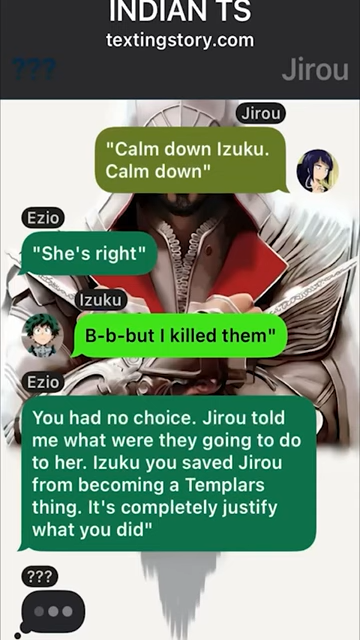 INDIAN TS
textingstory.com
???
Jirou
Jirou
"Calm down Izuku.
Calm down"
Ezio
"She's right"
Izuku
B-b-but I killed them"
Ezio
You had no choice. Jirou told
me what were they going to do
to her. Izuku you saved Jirou
from becoming a Templars
thing. It's completely justify
what you did"
???